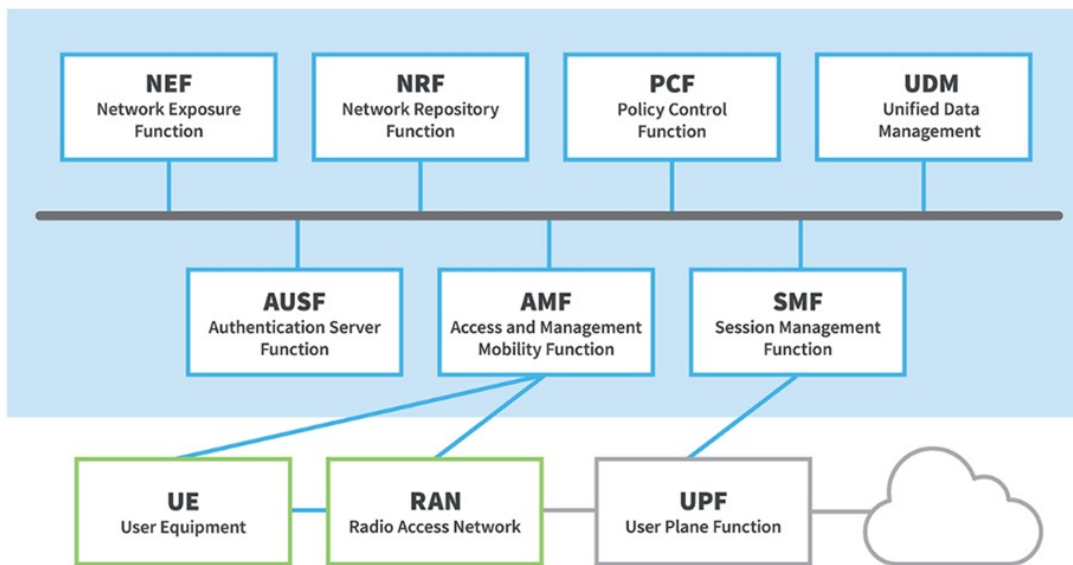 NEF
Network Exposure
Function
NRF
Network Repository
Function
PCF
Policy Control
Function
UDM
Unified Data
Management
AUSF
Authentication Server
Function
AMF
Access and Management
Mobility Function
SMF
Session Management
Function
UE
User Equipment
RAN
Radio Access Network
UPF
User Plane Function